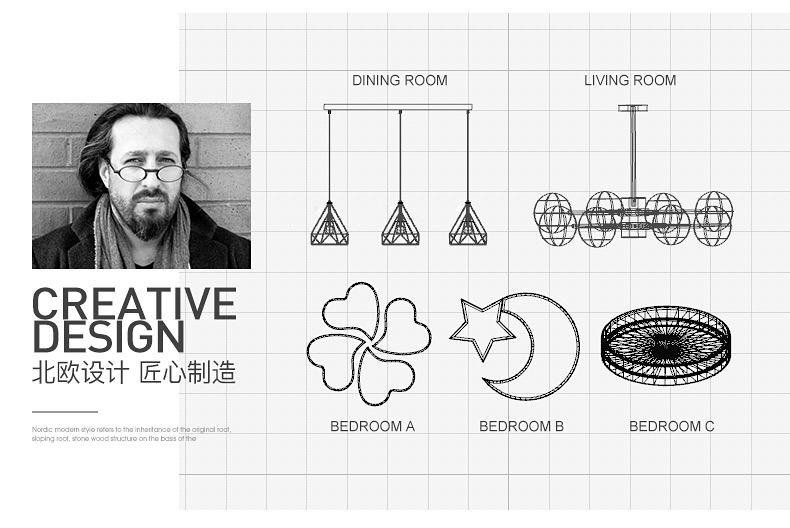 DINING ROOM
LIVING ROOM
CREATIVE
DESIGN
北欧设计 匠心制造
Nordic modern style refers to the inheritance of the original roof,
sloping roof, stone wood structure on the basis of the
BEDROOM A
BEDROOM B
BEDROOM C